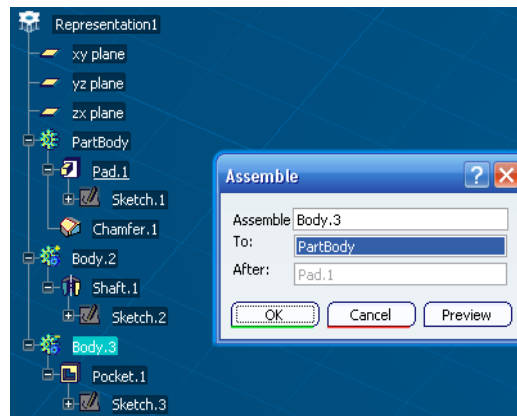 Representation1
xy plane
yz plane
zx plane
PartBody
Pad.1
Sketch.1
Chamfer.1
Body.2
Shaft.1
Sketch.2
Body.3
Pocket.1
Sketch.3
Assemble
Assemble Body.3
To: PartBody
After: Pad.1
OK Cancel Preview